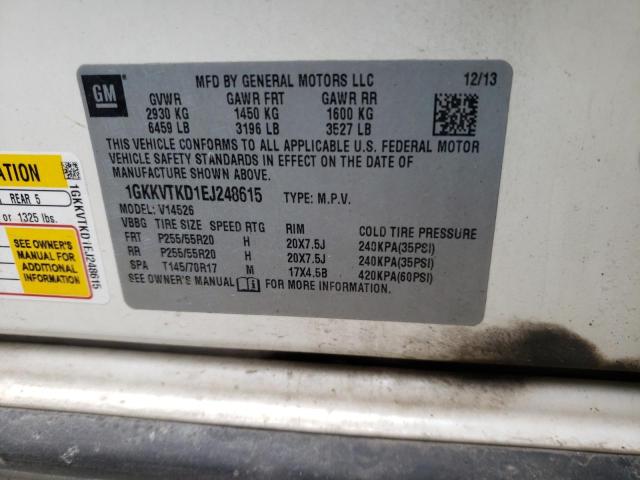 GM
MFD BY GENERAL MOTORS LLC 12/13
GVWR GAWR FRT GAWR RR
2930 KG 1450 KG 1600 KG
6459 LB 3196 LB 3527 LB
THIS VEHICLE CONFORMS TO ALL APPLICABLE U.S. FEDERAL MOTOR
VEHICLE SAFETY STANDARDS IN EFFECT ON THE DATE OF
MANUFACTURE SHOWN ABOVE.
1GKKVTKD1EJ248615 TYPE: M.P.V.
MODEL: V14526
VBBG TIRE SIZE SPEED RTG RIM COLD TIRE PRESSURE
FRT P255/55R20 H 20X7.5J 240KPA(35PSI)
RR P255/55R20 H 20X7.5J 240KPA(35PSI)
SPA T145/70R17 M 17X4.5B 420KPA(60PSI)
SEE OWNER'S MANUAL FOR MORE INFORMATION.
TATION
REAR 5
or 1325 lbs.
SEE OWNER'S
MANUAL FOR
ADDITIONAL
INFORMATION
1GKKVTKD1EJ248615